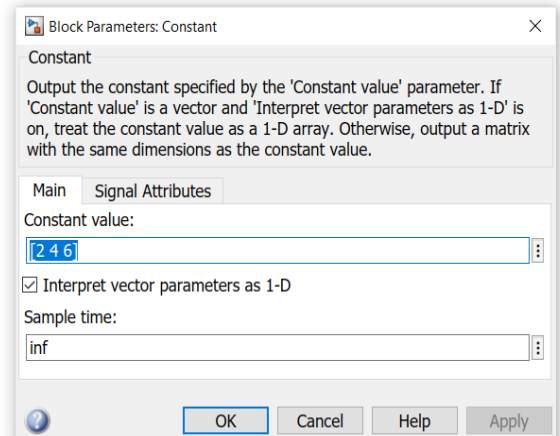 Block Parameters: Constant
Constant
Output the constant specified by the 'Constant value' parameter. If
'Constant value' is a vector and 'Interpret vector parameters as 1-D' is
on, treat the constant value as a 1-D array. Otherwise, output a matrix
with the same dimensions as the constant value.
Main Signal Attributes
Constant value:
[2 4 6]
Interpret vector parameters as 1-D
Sample time:
inf
OK Cancel Help Apply